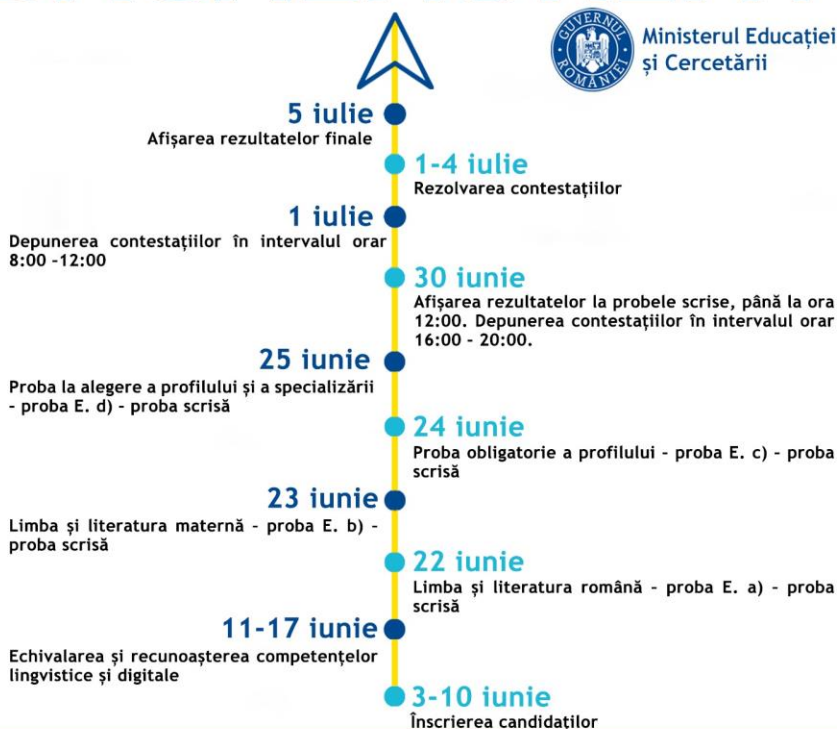 GUVERNUL ROMÂNIEI
Ministerul Educației
și Cercetării
5 iulie
Afișarea rezultatelor finale
1-4 iulie
Rezolvarea contestațiilor
1 iulie
Depunerea contestațiilor în intervalul orar
8:00 -12:00
30 iunie
Afișarea rezultatelor la probele scrise, până la ora
12:00. Depunerea contestațiilor în intervalul orar
16:00 - 20:00.
25 iunie
Proba la alegere a profilului și a specializării
- proba E. d) - proba scrisă
24 iunie
Proba obligatorie a profilului - proba E. c) - proba
scrisă
23 iunie
Limba și literatura maternă - proba E. b) -
proba scrisă
22 iunie
Limba și literatura română - proba E. a) - proba
scrisă
11-17 iunie
Echivalarea și recunoașterea competențelor
lingvistice și digitale
3-10 iunie
Înscrierea candidaților